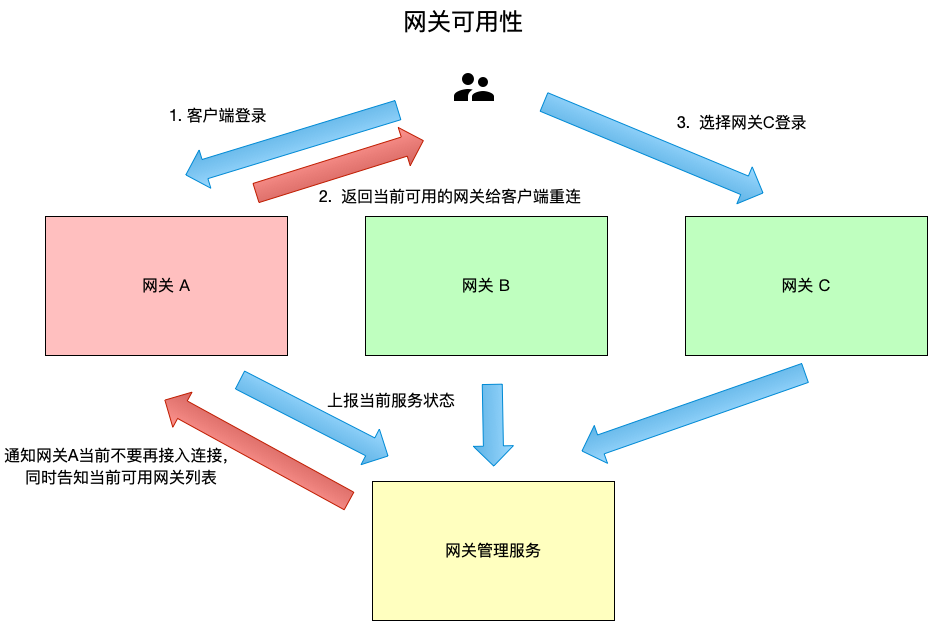 网关可用性
1. 客户端登录
3. 选择网关C登录
2. 返回当前可用的网关给客户端重连
网关 A
网关 B
网关 C
上报当前服务状态
通知网关A当前不要再接入连接,
同时告知当前可用网关列表
网关管理服务